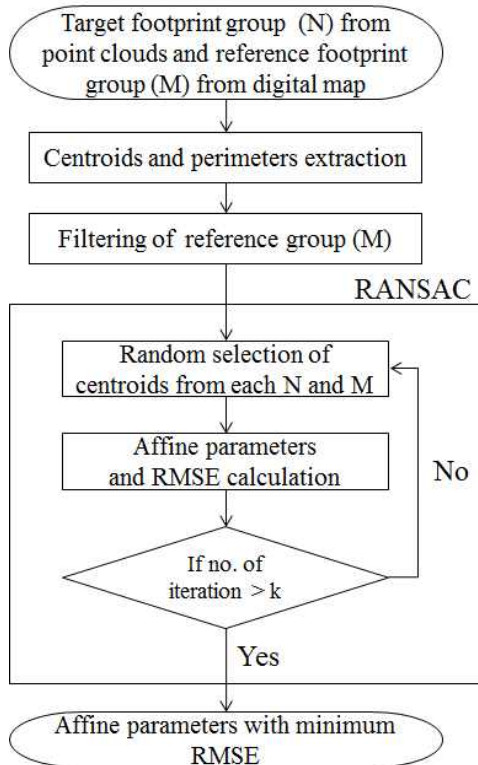 Target footprint group (N) from
point clouds and reference footprint
group (M) from digital map
Centroids and perimeters extraction
Filtering of reference group (M)
RANSAC
Random selection of
centroids from each N and M
Affine parameters
and RMSE calculation
No
If no. of
iteration > k
Yes
Affine parameters with minimum
RMSE